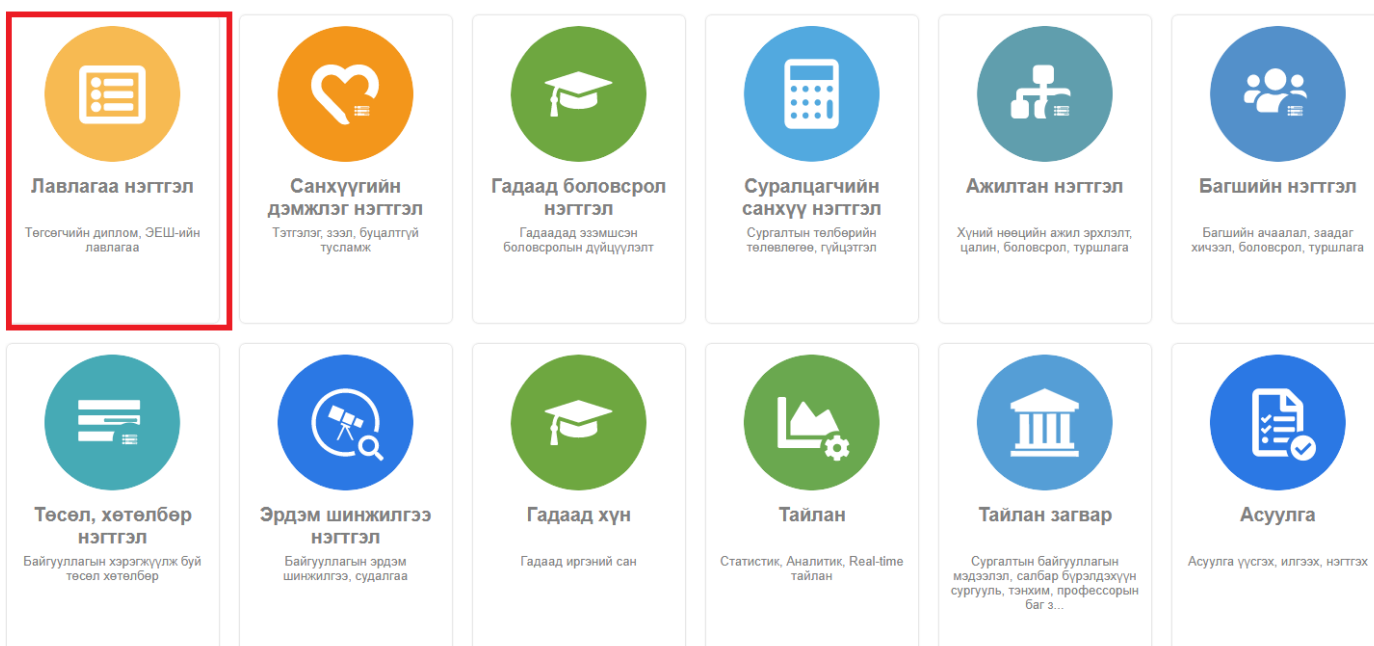 Лавлагаа нэгтгэл
Төгсөгчийн диплом, ЭЕШ-ийн
лавлагаа
Санхүүгийн
дэмжлэг нэгтгэл
Тэтгэлэг, зээл, буцалтгүй
тусламж
Гадаад боловсрол
нэгтгэл
Гадаадад эзэмшсэн
боловсролын дүйцүүлэлт
Суралцагчийн
санхүү нэгтгэл
Сургалтын төлбөрийн
төлөвлөгөө, гүйцэтгэл
Ажилтан нэгтгэл
Хүний нөөцийн ажил эрхлэлт,
цалин, боловсрол, туршлага
Багшийн нэгтгэл
Багшийн ачаалал, заадаг
хичээл, боловсрол, туршлага
Төсөл, хөтөлбөр
нэгтгэл
Байгууллагын хэрэгжүүлж буй
төсөл хөтөлбөр
Эрдэм шинжилгээ
нэгтгэл
Байгууллагын эрдэм
шинжилгээ, судалгаа
Гадаад хүн
Гадаад иргэний сан
Тайлан
Статистик, Аналитик, Real-time
тайлан
Тайлан загвар
Сургалтын байгууллагын
мэдээлэл, салбар бүрэлдэхүүн
сургууль, тэнхим, профессорын
баг з...
Асуулга
Асуулга үүсгэх, илгээх, нэгтгэх